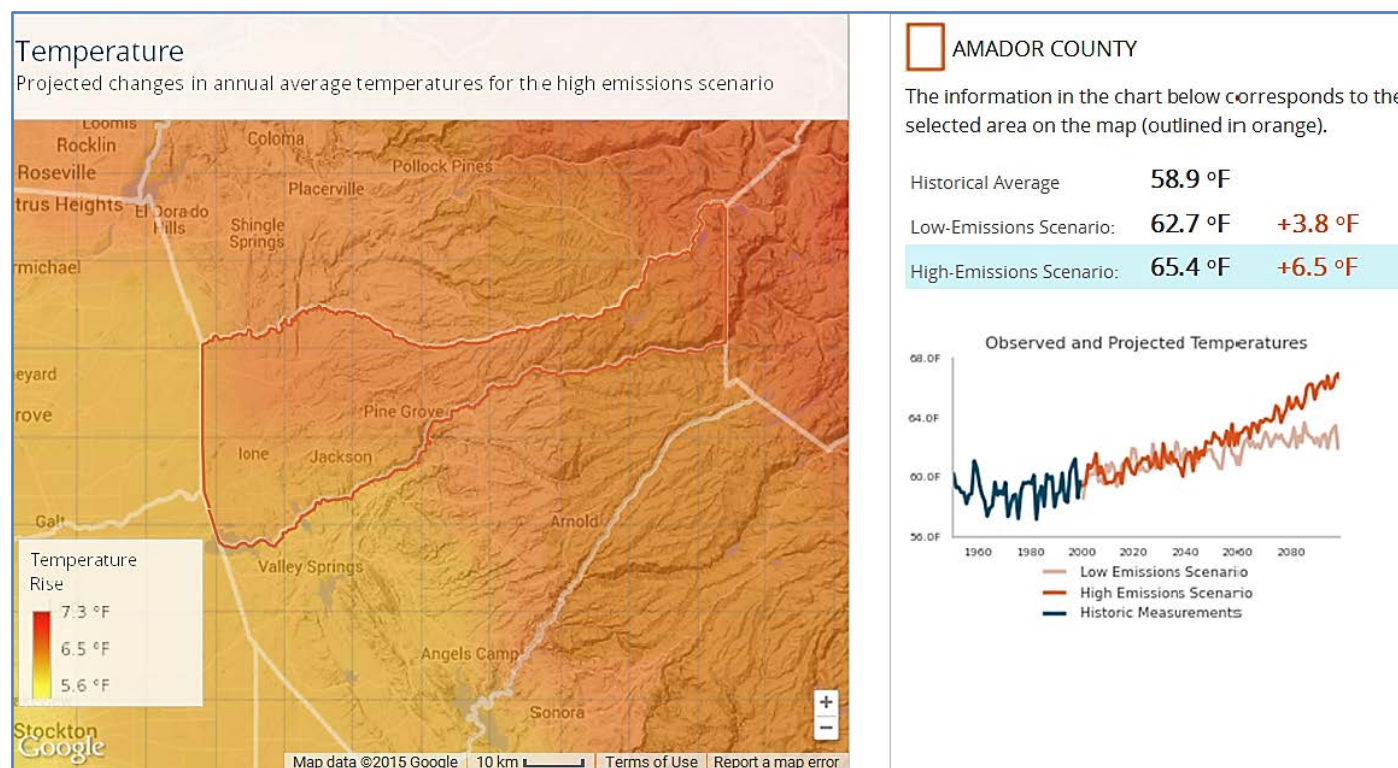 Temperature
Projected changes in annual average temperatures for the high emissions scenario
Loomis
Rocklin
Coloma
Roseville
Pollock Pines
Placerville
trus Heights
El Dorado
Hills
Shingle
Springs
rmichael
eyard
rove
Pine Grove
Ione
Jackson
Galt
Arnold
Valley Springs
Angels Camp
Sonora
Stockton
Temperature
Rise
7.3 °F
6.5 °F
5.6 °F
Google
+
−
Map data ©2015 Google
10 km
Terms of Use
Report a map error
AMADOR COUNTY
The information in the chart below corresponds to the
selected area on the map (outlined in orange).
Historical Average 58.9 °F
Low-Emissions Scenario: 62.7 °F +3.8 °F
High-Emissions Scenario: 65.4 °F +6.5 °F
Observed and Projected Temperatures
68.0F
64.0F
60.0F
56.0F
1960 1980 2000 2020 2040 2060 2080
Low Emissions Scenario
High Emissions Scenario
Historic Measurements